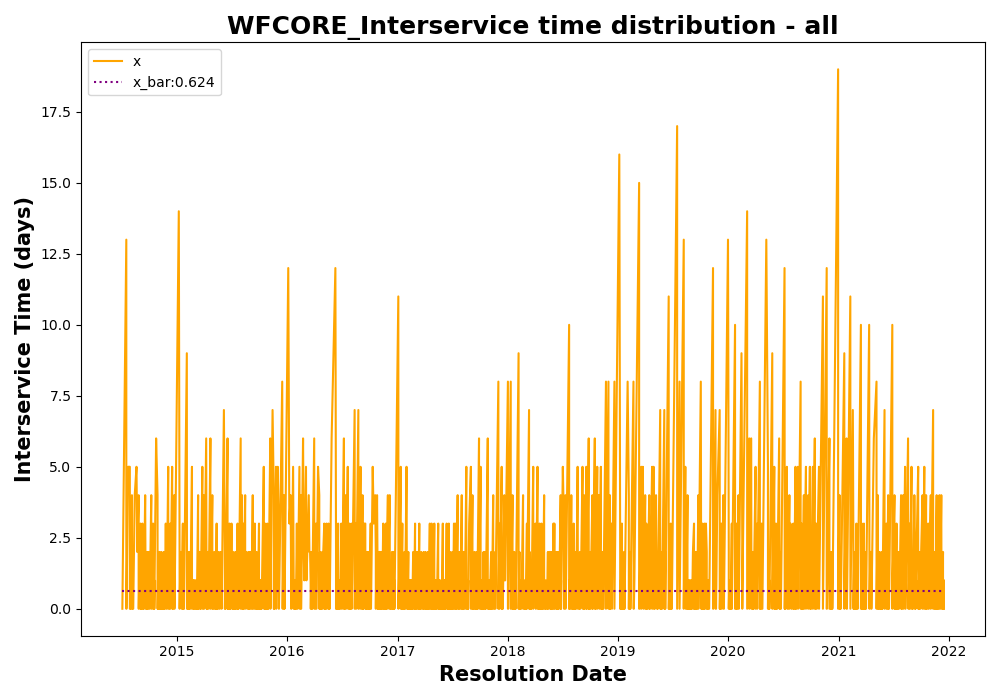 WFCORE_Interservice time distribution - all
x
x_bar:0.624
Interservice Time (days)
17.5
15.0
12.5
10.0
7.5
5.0
2.5
0.0
2015 2016 2017 2018 2019 2020 2021 2022
Resolution Date